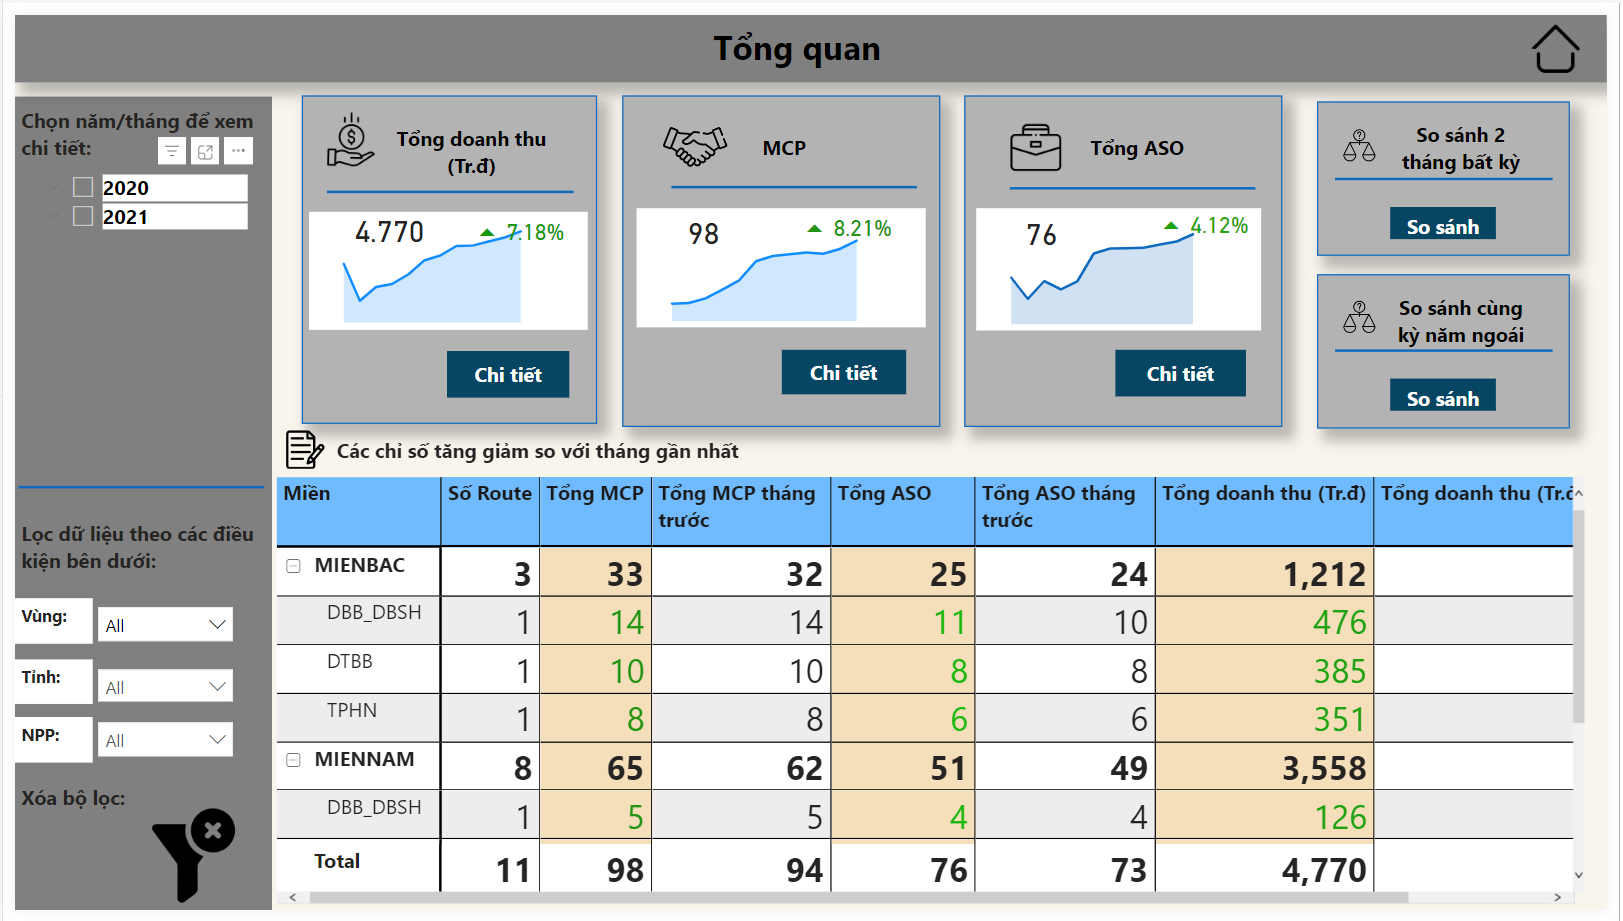 Tổng quan
Chọn năm/tháng để xem
chi tiết:
2020
2021
Lọc dữ liệu theo các điều
kiện bên dưới:
Vùng:
All
Tỉnh:
All
NPP:
All
Xóa bộ lọc:
Tổng doanh thu
(Tr.đ)
4.770
7.18%
Chi tiết
MCP
98
8.21%
Chi tiết
Tổng ASO
76
4.12%
Chi tiết
So sánh 2
tháng bất kỳ
So sánh
So sánh cùng
kỳ năm ngoái
So sánh
Các chỉ số tăng giảm so với tháng gần nhất
Miền Số Route Tổng MCP Tổng MCP tháng Tổng ASO Tổng ASO tháng Tổng doanh thu (Tr.đ) Tổng doanh thu (Tr.đ
trước trước
MIENBAC 3 33 32 25 24 1,212
DBB_DBSH 1 14 14 11 10 476
DTBB 1 10 10 8 8 385
TPHN 1 8 8 6 6 351
MIENNAM 8 65 62 51 49 3,558
DBB_DBSH 1 5 5 4 4 126
Total 11 98 94 76 73 4,770